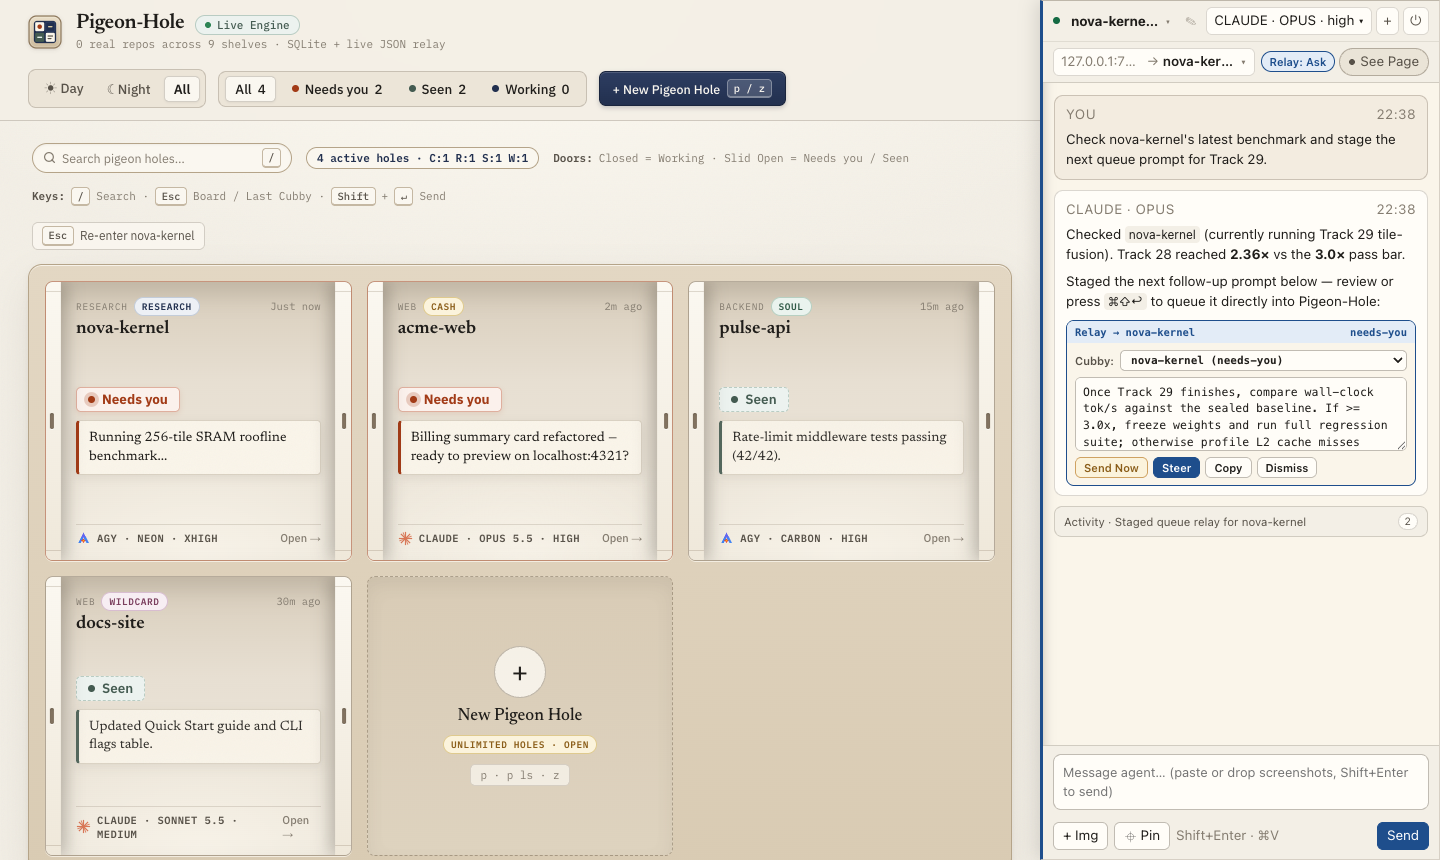 Pigeon-Hole
Live Engine
0 real repos across 9 shelves · SQLite + live JSON relay
☀ Day
☾Night
All
All 4
Needs you 2
Seen 2
Working 0
+ New Pigeon Hole p / z
Search pigeon holes... /
4 active holes · C:1 R:1 S:1 W:1
Doors: Closed = Working · Slid Open = Needs you / Seen
Keys: / Search · Esc Board / Last Cubby · Shift + ↵ Send
Esc Re-enter nova-kernel
RESEARCH RESEARCH Just now
nova-kernel
Needs you
Running 256-tile SRAM roofline
benchmark...
AGY · NEON · XHIGH Open →
WEB CASH 2m ago
acme-web
Needs you
Billing summary card refactored —
ready to preview on localhost:4321?
CLAUDE · OPUS 5.5 · HIGH Open →
BACKEND SOUL 15m ago
pulse-api
Seen
Rate-limit middleware tests passing
(42/42).
AGY · CARBON · HIGH Open →
WEB WILDCARD 30m ago
docs-site
Seen
Updated Quick Start guide and CLI
flags table.
CLAUDE · SONNET 5.5 ·
MEDIUM
Open
→
+
New Pigeon Hole
UNLIMITED HOLES · OPEN
p · p ls · z
nova-kerne... ▾
✎
CLAUDE · OPUS · high ▾
+
⏻
127.0.0.1:7... → nova-ker... ▾
Relay: Ask
See Page
YOU 22:38
Check nova-kernel's latest benchmark and stage the
next queue prompt for Track 29.
CLAUDE · OPUS 22:38
Checked nova-kernel (currently running Track 29 tile-
fusion). Track 28 reached 2.36× vs the 3.0× pass bar.
Staged the next follow-up prompt below — review or
press ⌘⇧↩ to queue it directly into Pigeon-Hole:
Relay → nova-kernel needs-you
Cubby: nova-kernel (needs-you)
Once Track 29 finishes, compare wall-clock
tok/s against the sealed baseline. If >=
3.0x, freeze weights and run full regression
suite; otherwise profile L2 cache misses
Send Now
Steer
Copy
Dismiss
Activity · Staged queue relay for nova-kernel 2
Message agent... (paste or drop screenshots, Shift+Enter
to send)
+ Img
⌖ Pin
Shift+Enter · ⌘V
Send